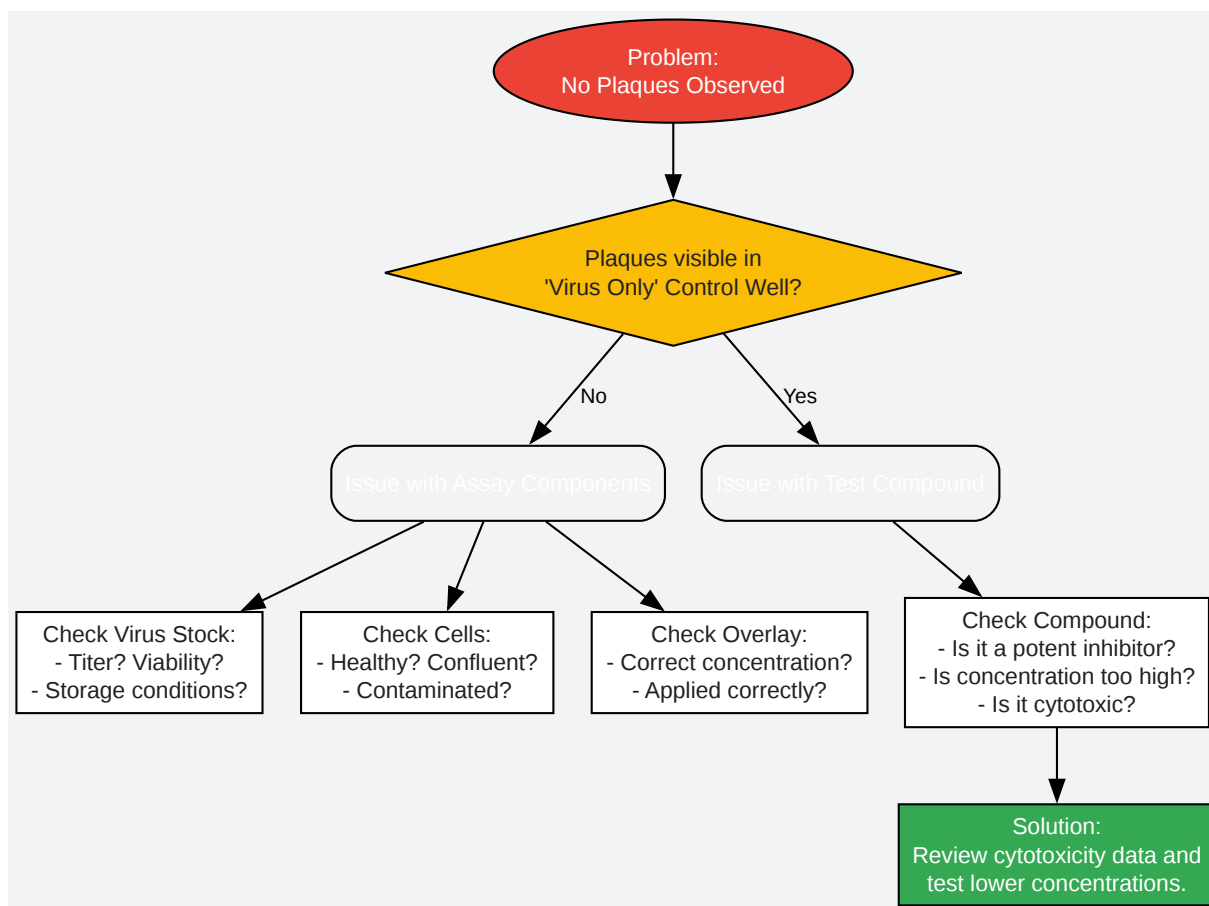 Problem:
No Plaques Observed
Plaques visible in
'Virus Only' Control Well?
No
Yes
Issue with Assay Components
Issue with Test Compound
Check Virus Stock:
- Titer? Viability?
- Storage conditions?
Check Cells:
- Healthy? Confluent?
- Contaminated?
Check Overlay:
- Correct concentration?
- Applied correctly?
Check Compound:
- Is it a potent inhibitor?
- Is concentration too high?
- Is it cytotoxic?
Solution:
Review cytotoxicity data and
test lower concentrations.